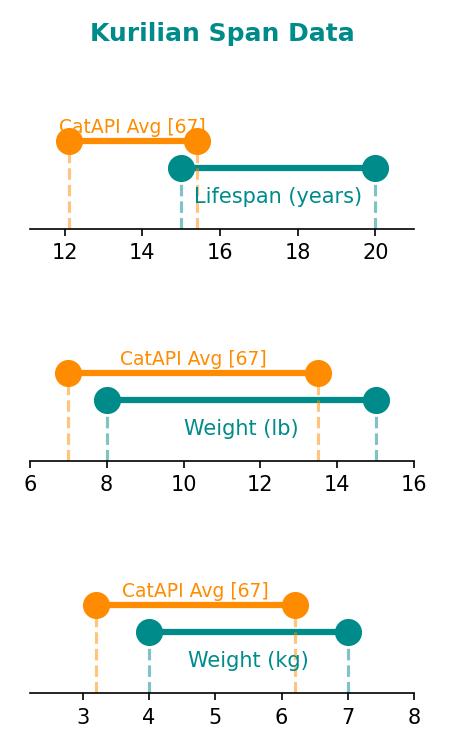 Kurilian Span Data
CatAPI Avg [67]
Lifespan (years)
12 14 16 18 20
CatAPI Avg [67]
Weight (lb)
6 8 10 12 14 16
CatAPI Avg [67]
Weight (kg)
3 4 5 6 7 8